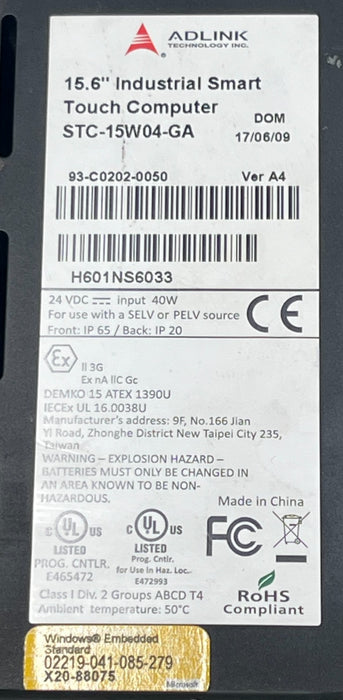 ADLINK
TECHNOLOGY INC.
15.6" Industrial Smart
Touch Computer
STC-15W04-GA
DOM
17/06/09
93-C0202-0050 Ver A4
H601NS6033
24 VDC ⎓ input 40W
For use with a SELV or PELV source
Front: IP 65 / Back: IP 20
CE
Ex
II 3G
Ex nA IIC Gc
DEMKO 15 ATEX 1390U
IECEx UL 16.0038U
Manufacturer's address: 9F, No.166 Jian
Yi Road, Zhonghe District New Taipei City 235,
Taiwan
WARNING – EXPLOSION HAZARD –
BATTERIES MUST ONLY BE CHANGED IN
AN AREA KNOWN TO BE NON-
HAZARDOUS.
Made in China
c UL US
LISTED
PROG. CNTLR.
E465472
c UL US
LISTED
Prog. Cntlr.
for Use In Haz. Loc.
E472993
FC
RoHS
Compliant
Class I Div. 2 Groups ABCD T4
Ambient temperature: 50°C
Windows® Embedded
Standard
02219-041-085-279
X20-88075
Microsoft